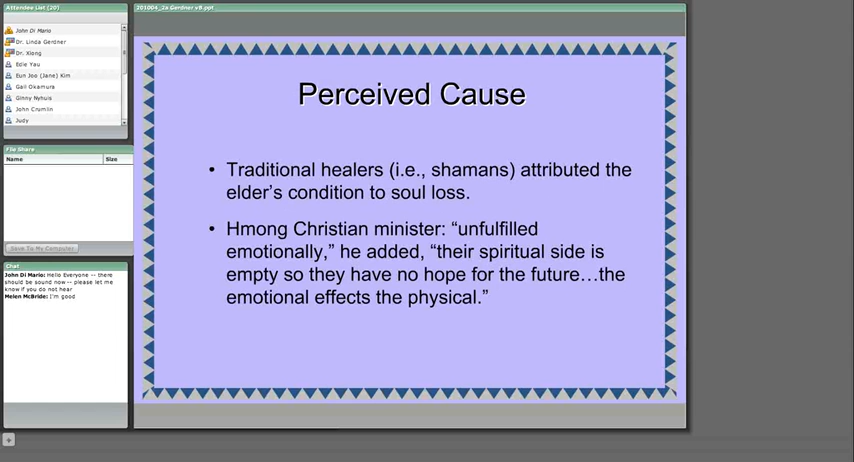 Attendee List (20)
John Di Mario
Dr. Linda Gerdner
Dr. Xiong
Edie Yau
Eun Joo (Jane) Kim
Gail Okamura
Ginny Nyhuis
John Crumlin
Judy
File Share
Name Size
Save To My Computer
Chat
John Di Mario: Hello Everyone -- there
should be sound now -- please let me
know if you do not hear
Melen McBride: I'm good
201004_2a Gerdner v8.ppt
Perceived Cause
• Traditional healers (i.e., shamans) attributed the
elder's condition to soul loss.
• Hmong Christian minister: “unfulfilled
emotionally,” he added, “their spiritual side is
empty so they have no hope for the future…the
emotional effects the physical.”